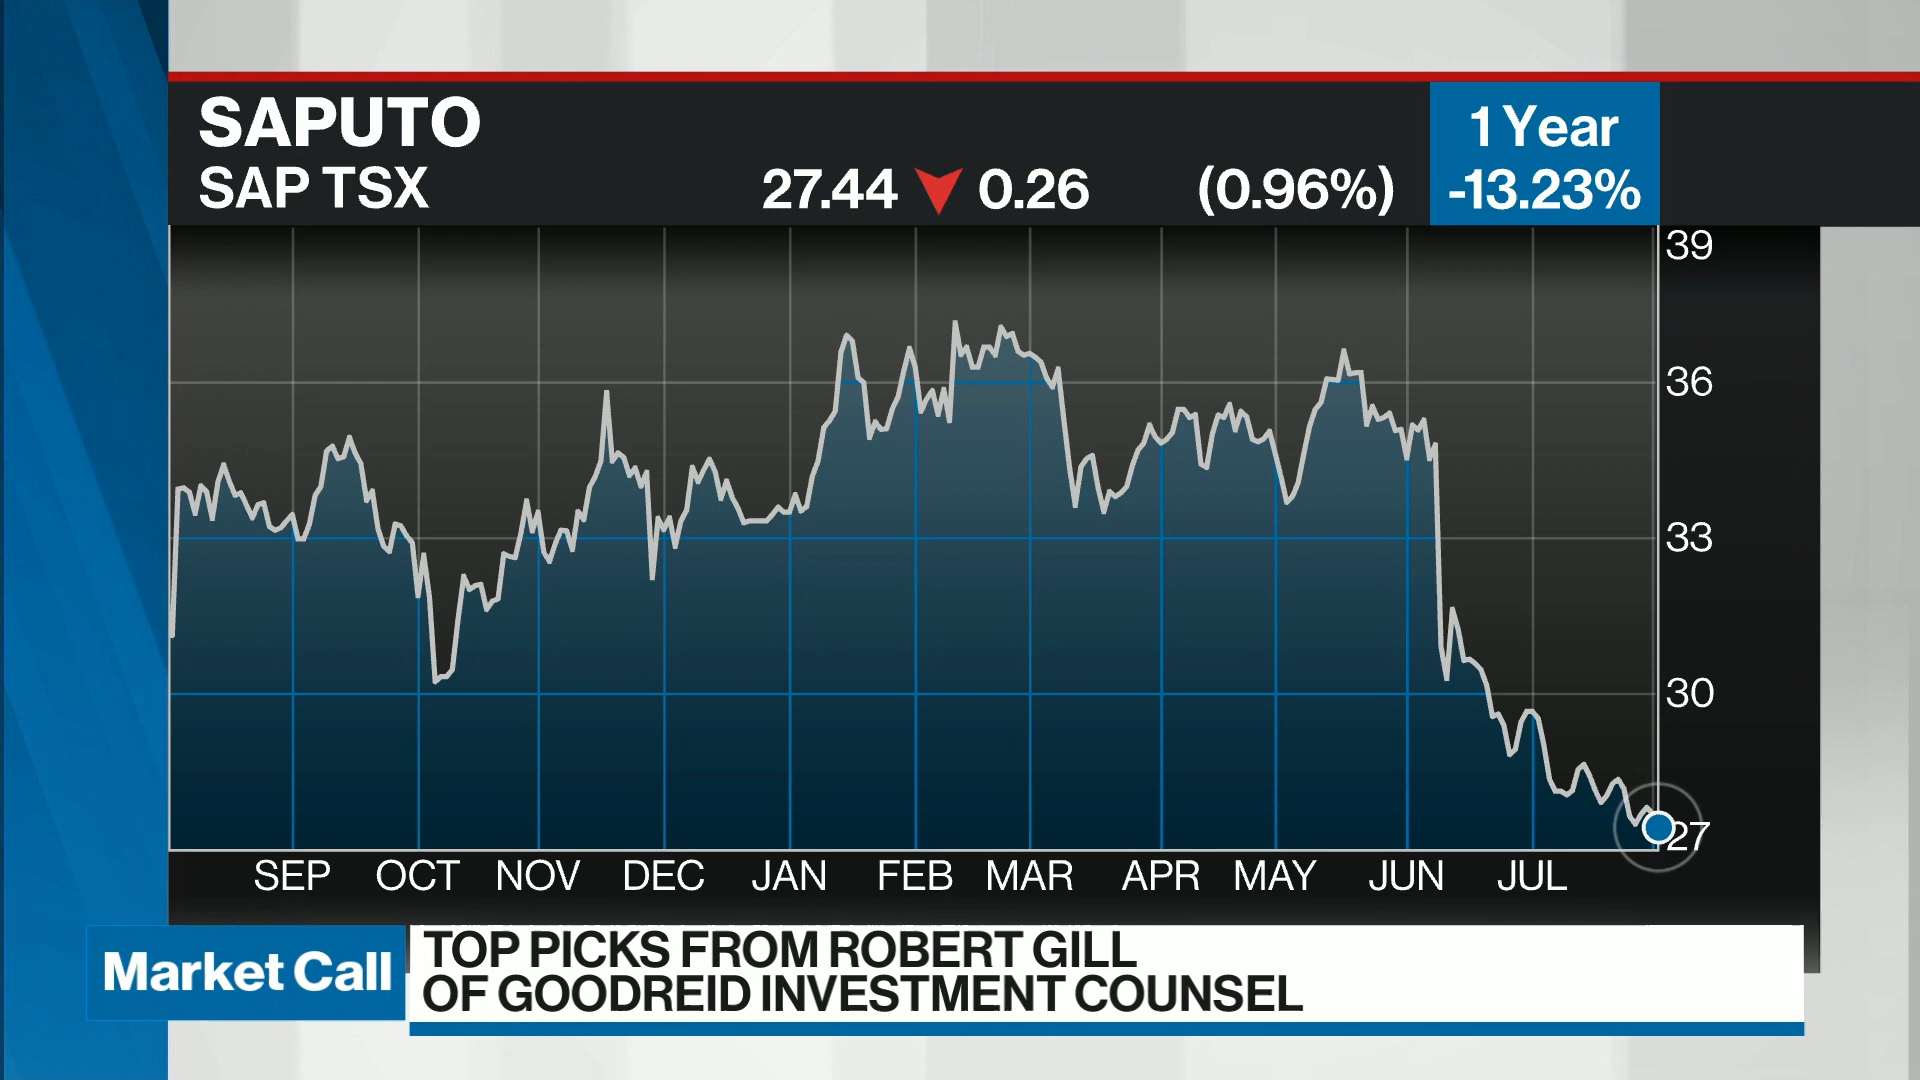 SAPUTO
SAP TSX
27.44 ▼ 0.26 (0.96%)
1 Year
-13.23%
39
36
33
30
27
SEP OCT NOV DEC JAN FEB MAR APR MAY JUN JUL
Market Call
TOP PICKS FROM ROBERT GILL
OF GOODREID INVESTMENT COUNSEL